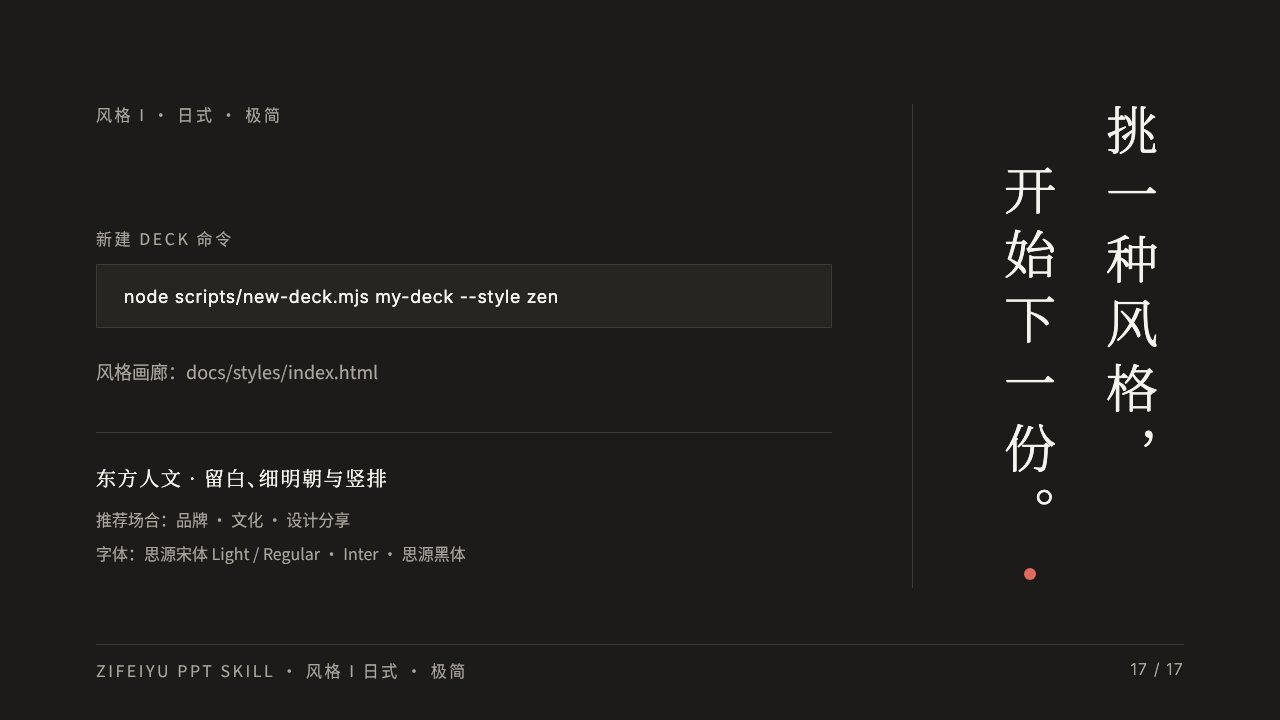 风格 I · 日式 · 极简
新建 DECK 命令
node scripts/new-deck.mjs my-deck --style zen
风格画廊：docs/styles/index.html
东方人文 · 留白、细明朝与竖排
推荐场合：品牌 · 文化 · 设计分享
字体：思源宋体 Light / Regular · Inter · 思源黑体
挑一种风格，
开始下一份。
ZIFEIYU PPT SKILL · 风格 I 日式 · 极简
17 / 17